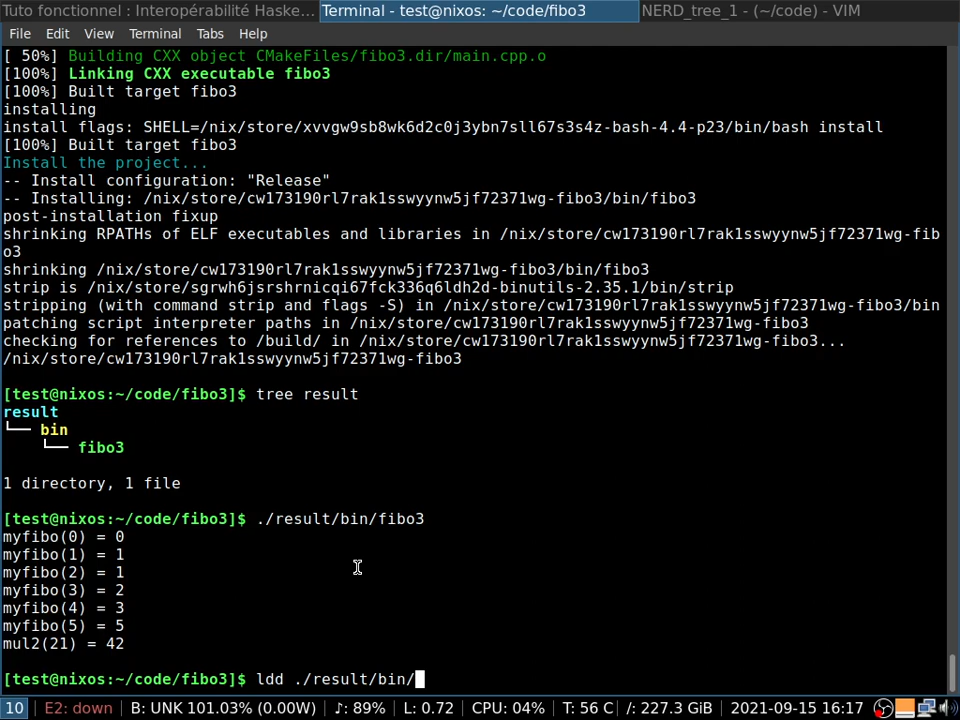 Tuto fonctionnel : Interopérabilité Haske... Terminal - test@nixos: ~/code/fibo3 NERD_tree_1 - (~/code) - VIM
File Edit View Terminal Tabs Help
[ 50%] Building CXX object CMakeFiles/fibo3.dir/main.cpp.o
[100%] Linking CXX executable fibo3
[100%] Built target fibo3
installing
install flags: SHELL=/nix/store/xvvgw9sb8wk6d2c0j3ybn7sll67s3s4z-bash-4.4-p23/bin/bash install
[100%] Built target fibo3
Install the project...
-- Install configuration: "Release"
-- Installing: /nix/store/cw173190rl7rak1sswyynw5jf72371wg-fibo3/bin/fibo3
post-installation fixup
shrinking RPATHs of ELF executables and libraries in /nix/store/cw173190rl7rak1sswyynw5jf72371wg-fib
o3
shrinking /nix/store/cw173190rl7rak1sswyynw5jf72371wg-fibo3/bin/fibo3
strip is /nix/store/sgrwh6jsrshrnicqi67fck336q6ldh2d-binutils-2.35.1/bin/strip
stripping (with command strip and flags -S) in /nix/store/cw173190rl7rak1sswyynw5jf72371wg-fibo3/bin
patching script interpreter paths in /nix/store/cw173190rl7rak1sswyynw5jf72371wg-fibo3
checking for references to /build/ in /nix/store/cw173190rl7rak1sswyynw5jf72371wg-fibo3...
/nix/store/cw173190rl7rak1sswyynw5jf72371wg-fibo3
[test@nixos:~/code/fibo3]$ tree result
result
└── bin
    └── fibo3
1 directory, 1 file
[test@nixos:~/code/fibo3]$ ./result/bin/fibo3
myfibo(0) = 0
myfibo(1) = 1
myfibo(2) = 1
myfibo(3) = 2
myfibo(4) = 3
myfibo(5) = 5
mul2(21) = 42
[test@nixos:~/code/fibo3]$ ldd ./result/bin/
10 | E2: down | B: UNK 101.03% (0.00W) | ♪: 89% | L: 0.72 | CPU: 04% | T: 56 C | /: 227.3 GiB | 2021-09-15 16:17